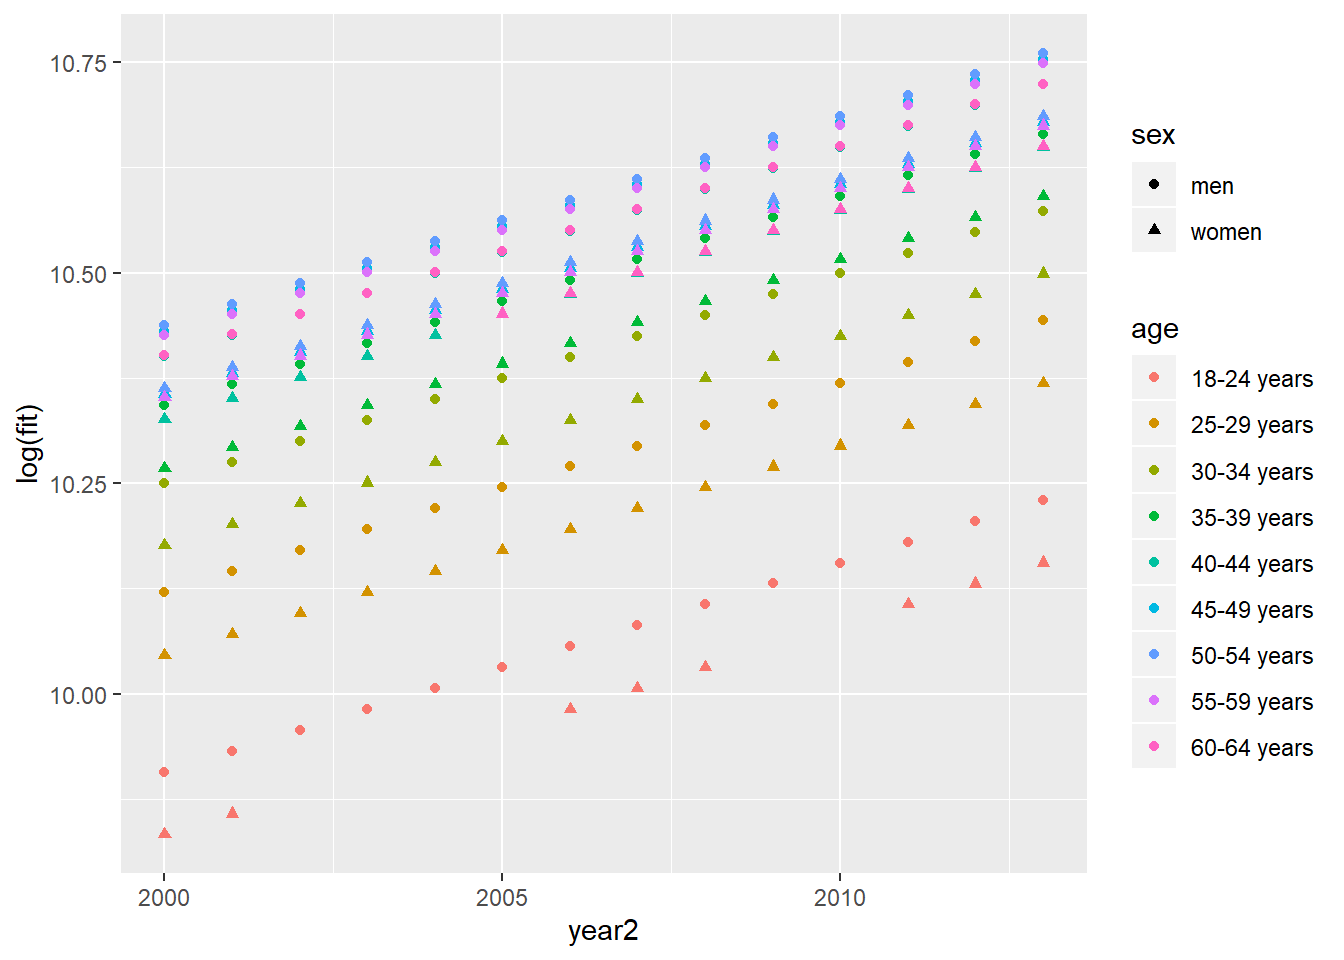 10.75
10.50
10.25
10.00
log(fit)
2000
2005
2010
year2
sex
men
women
age
18-24 years
25-29 years
30-34 years
35-39 years
40-44 years
45-49 years
50-54 years
55-59 years
60-64 years